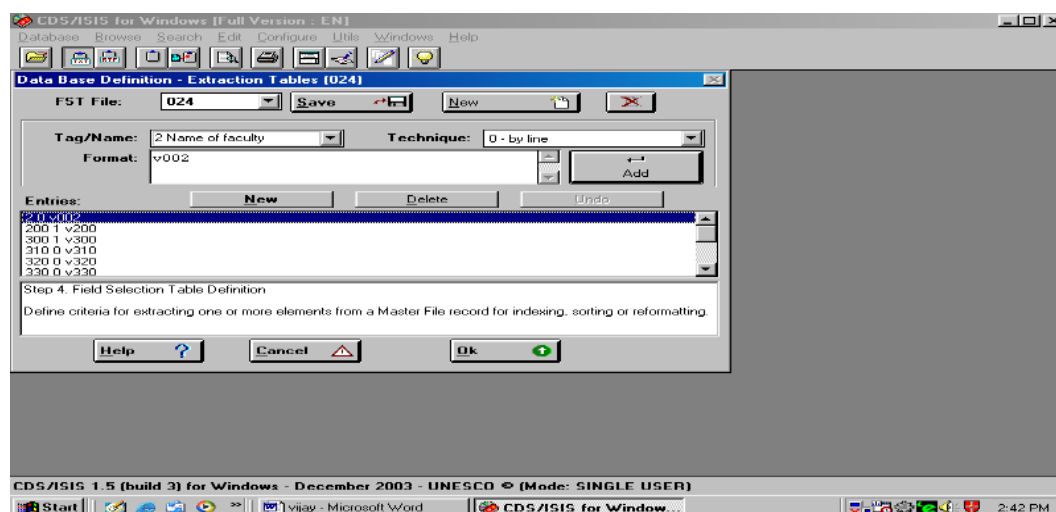 CDS/ISIS for Windows [Full Version : EN]
Database Browse Search Edit Configure Utils Windows Help
Data Base Definition - Extraction Tables (024)
FST File: 024 Save New
Tag/Name: 2 Name of faculty Technique: 0 - by line
Format: v002 Add
Entries: New Delete Undo
2 0 v002
200 1 v200
300 1 v300
310 0 v310
320 0 v320
330 0 v330
Step 4. Field Selection Table Definition
Define criteria for extracting one or more elements from a Master File record for indexing, sorting or reformatting.
Help Cancel Ok
CDS/ISIS 1.5 (build 3) for Windows - December 2003 - UNESCO © (Mode: SINGLE USER)
Start vijay - Microsoft Word CDS/ISIS for Window... 2:42 PM